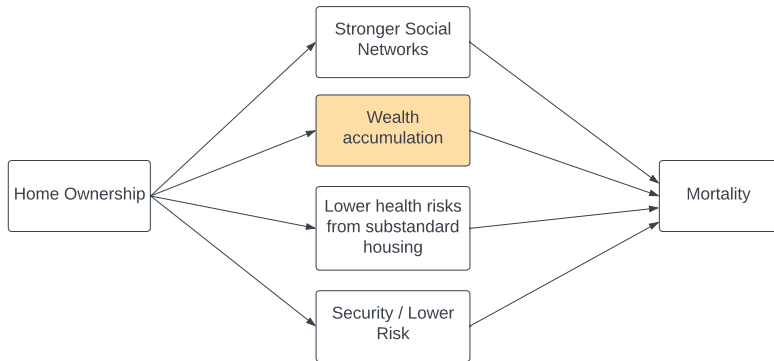 Stronger Social
Networks
Wealth
accumulation
Home Ownership
Lower health risks
from substandard
housing
Mortality
Security / Lower
Risk